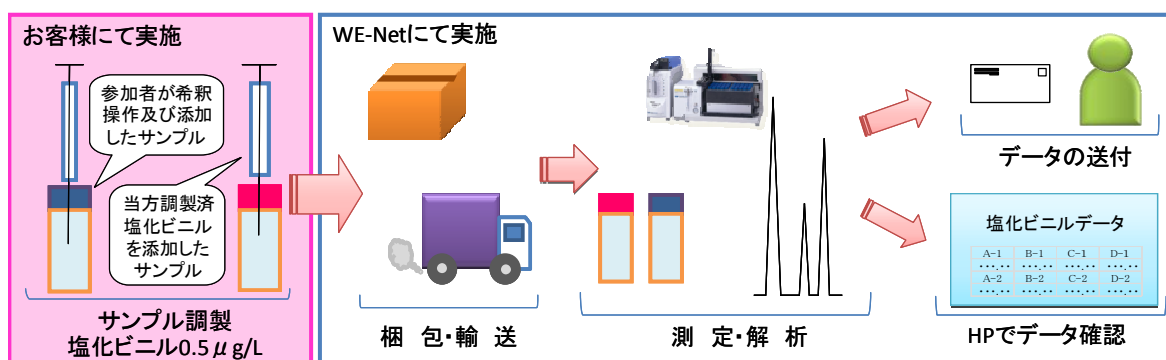 お客様にて実施
参加者が希釈
操作及び添加
したサンプル
当方調製済
塩化ビニル
を添加した
サンプル
サンプル調製
塩化ビニル0.5μg/L
WE-Netにて実施
梱 包・輸 送
測 定・解 析
データの送付
塩化ビニルデータ
A-1 B-1 C-1 D-1
…..‥ …..‥ …..‥ …..‥
A-2 B-2 C-2 D-2
…..‥ …..‥ …..‥ …..‥
HPでデータ確認